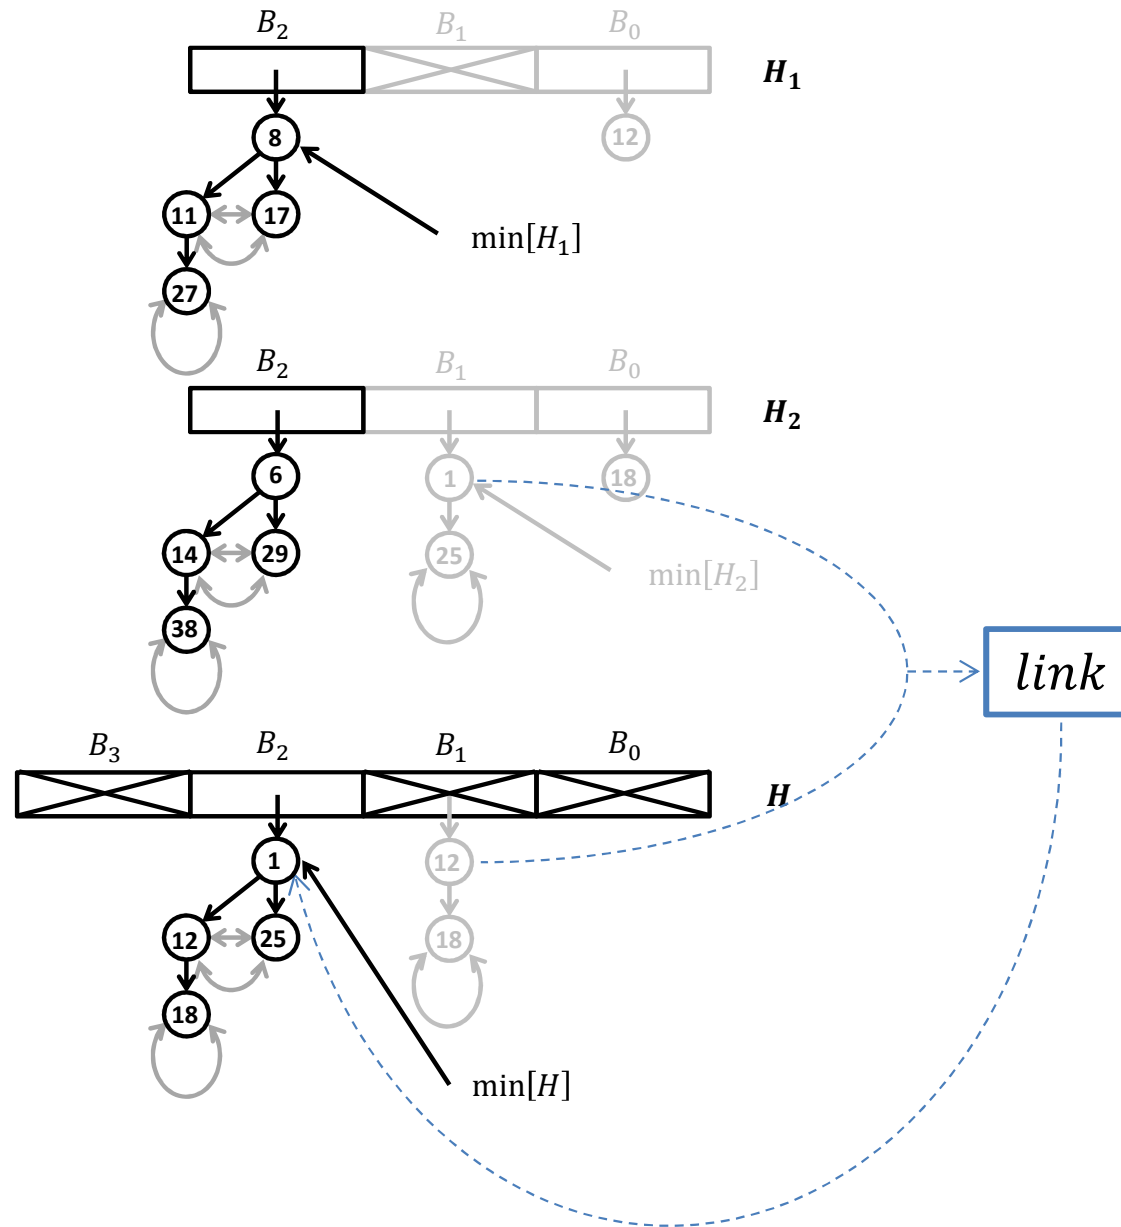 B₂ B₁ B₀
H₁
8 12
11 17
min[H₁]
27
B₂ B₁ B₀
H₂
6 1 18
14 29 25
min[H₂]
38
link
B₃ B₂ B₁ B₀
H
1 12
12 25 18
18
min[H]